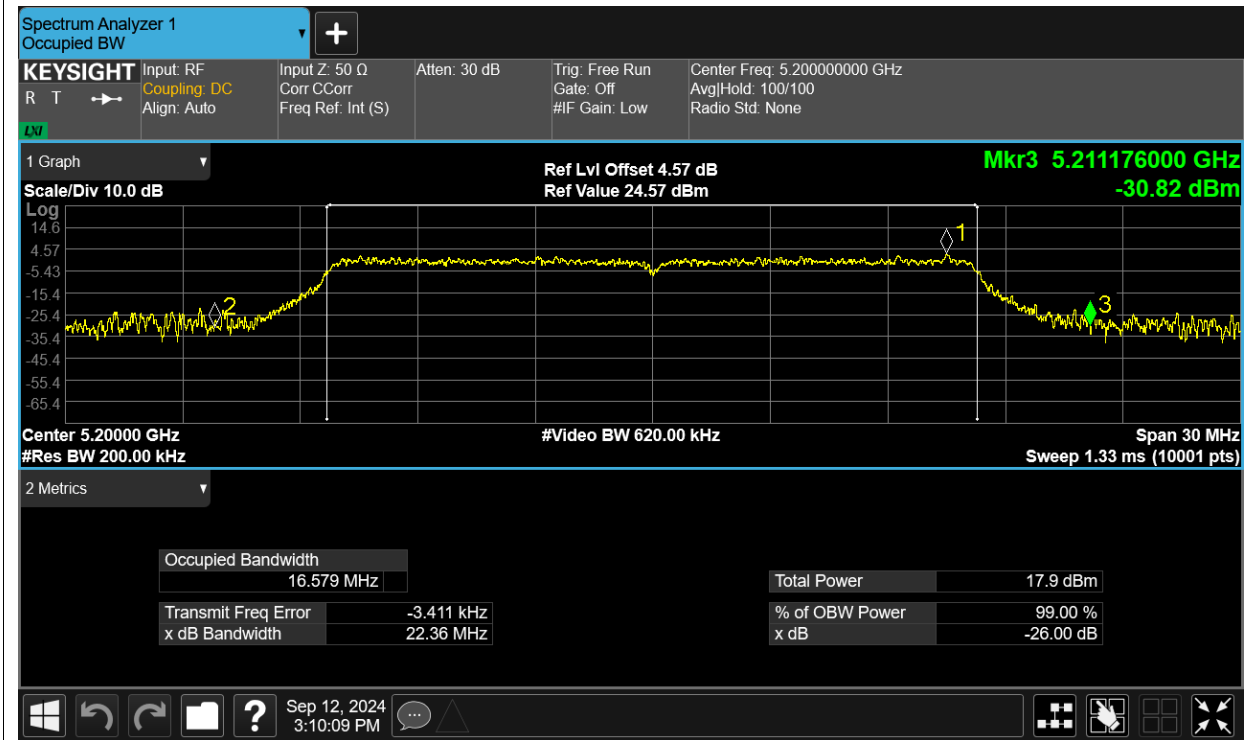 Spectrum Analyzer 1
Occupied BW
KEYSIGHT
R T
LXI
Input: RF
Coupling: DC
Align: Auto
Input Z: 50 Ω
Corr CCorr
Freq Ref: Int (S)
Atten: 30 dB
Trig: Free Run
Gate: Off
#IF Gain: Low
Center Freq: 5.200000000 GHz
Avg|Hold: 100/100
Radio Std: None
1 Graph
Scale/Div 10.0 dB
Ref Lvl Offset 4.57 dB
Ref Value 24.57 dBm
Mkr3 5.211176000 GHz
-30.82 dBm
Log
14.6
4.57
-5.43
-15.4
-25.4
-35.4
-45.4
-55.4
-65.4
1
2
3
Center 5.20000 GHz
#Res BW 200.00 kHz
#Video BW 620.00 kHz
Span 30 MHz
Sweep 1.33 ms (10001 pts)
2 Metrics
Occupied Bandwidth
16.579 MHz
Transmit Freq Error -3.411 kHz
x dB Bandwidth 22.36 MHz
Total Power 17.9 dBm
% of OBW Power 99.00 %
x dB -26.00 dB
?
Sep 12, 2024
3:10:09 PM